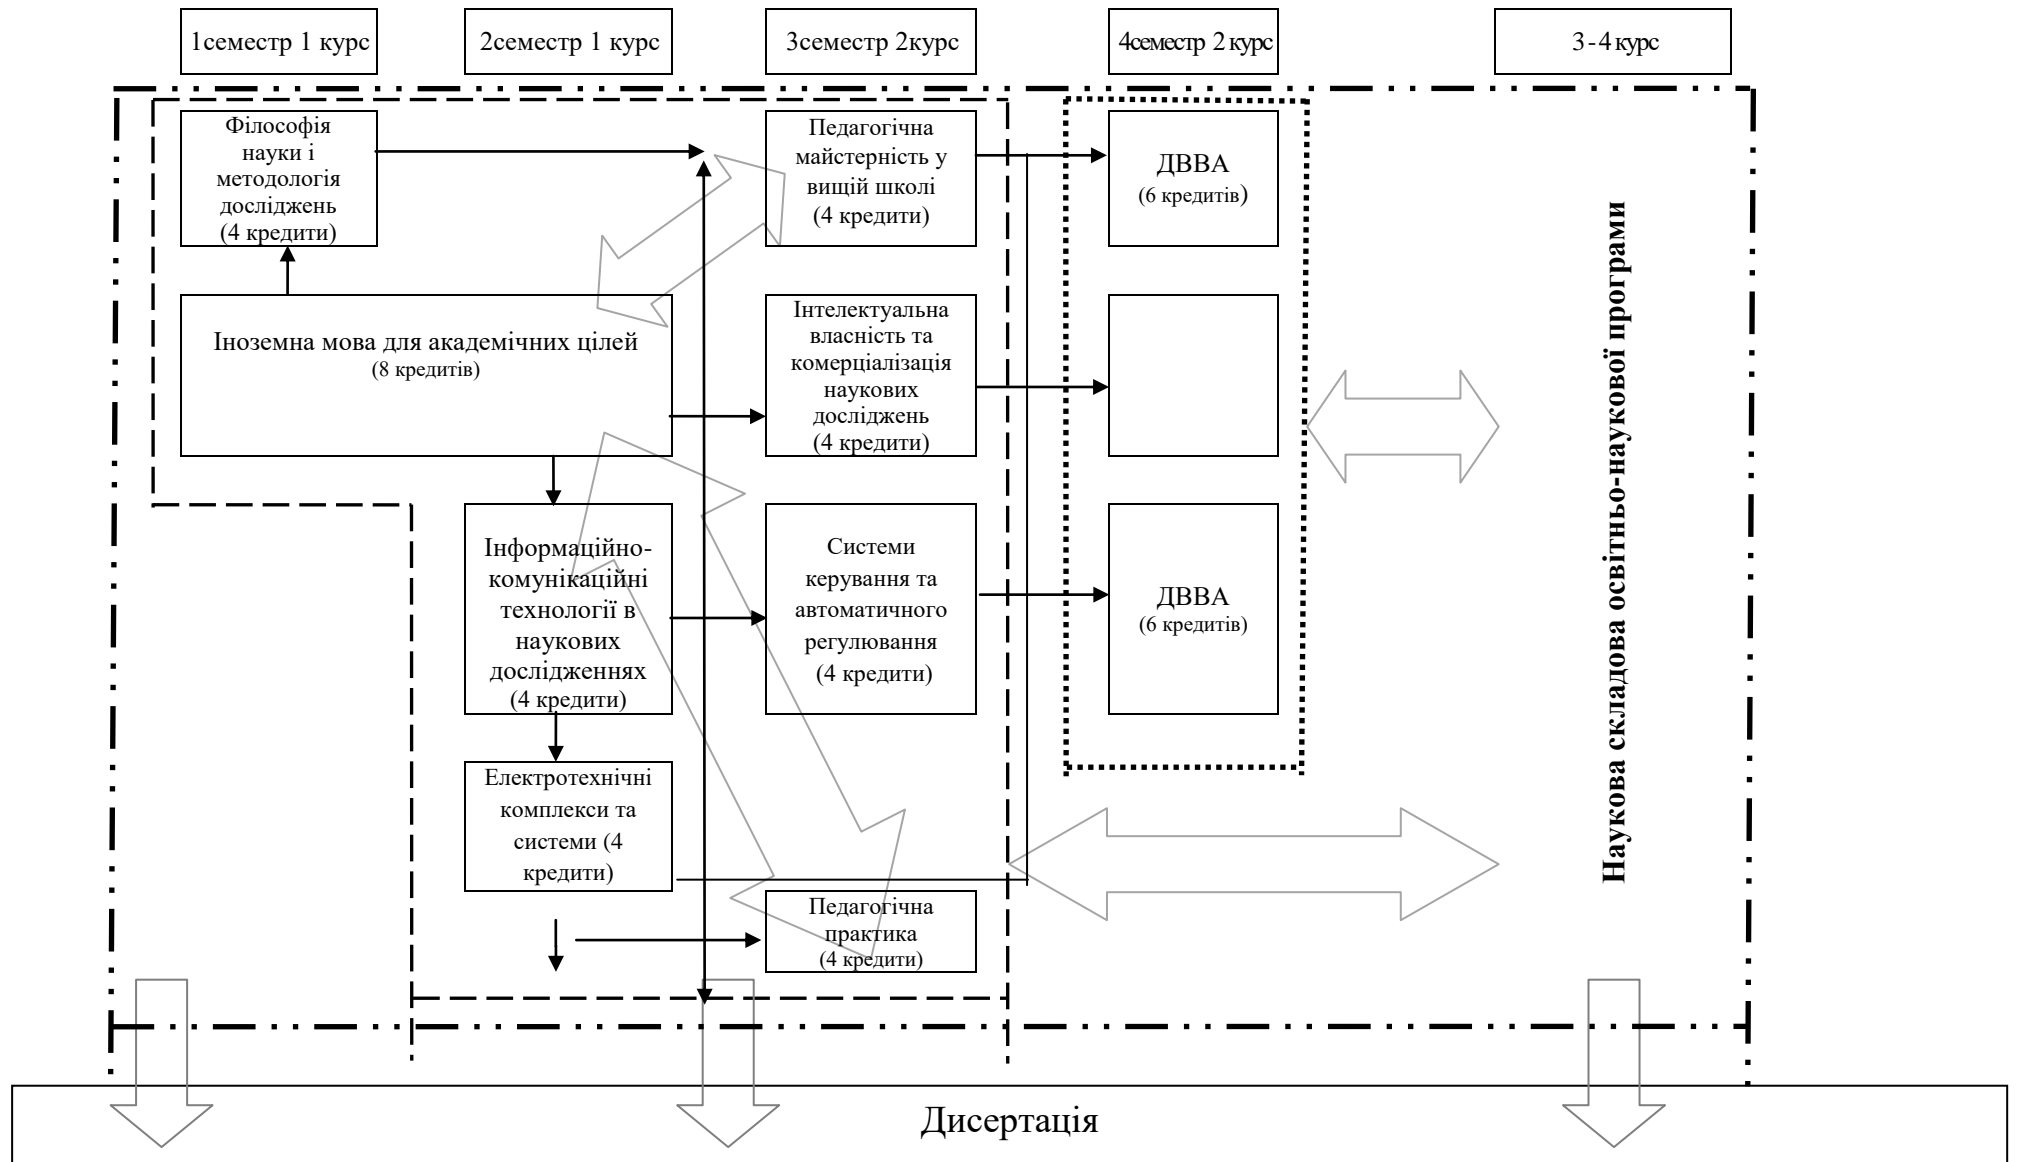 1семестр 1 курс
2семестр 1 курс
3семестр 2курс
4семестр 2 курс
3-4 курс
Філософія
науки і
методологія
досліджень
(4 кредити)
Педагогічна
майстерність у
вищій школі
(4 кредити)
ДВВА
(6 кредитів)
Іноземна мова для академічних цілей
(8 кредитів)
Інтелектуальна
власність та
комерціалізація
наукових
досліджень
(4 кредити)
Інформаційно-
комунікаційні
технології в
наукових
дослідженнях
(4 кредити)
Системи
керування та
автоматичного
регулювання
(4 кредити)
ДВВА
(6 кредитів)
Електротехнічні
комплекси та
системи (4
кредити)
Педагогічна
практика
(4 кредити)
Наукова складова освітньо-наукової програми
Дисертація